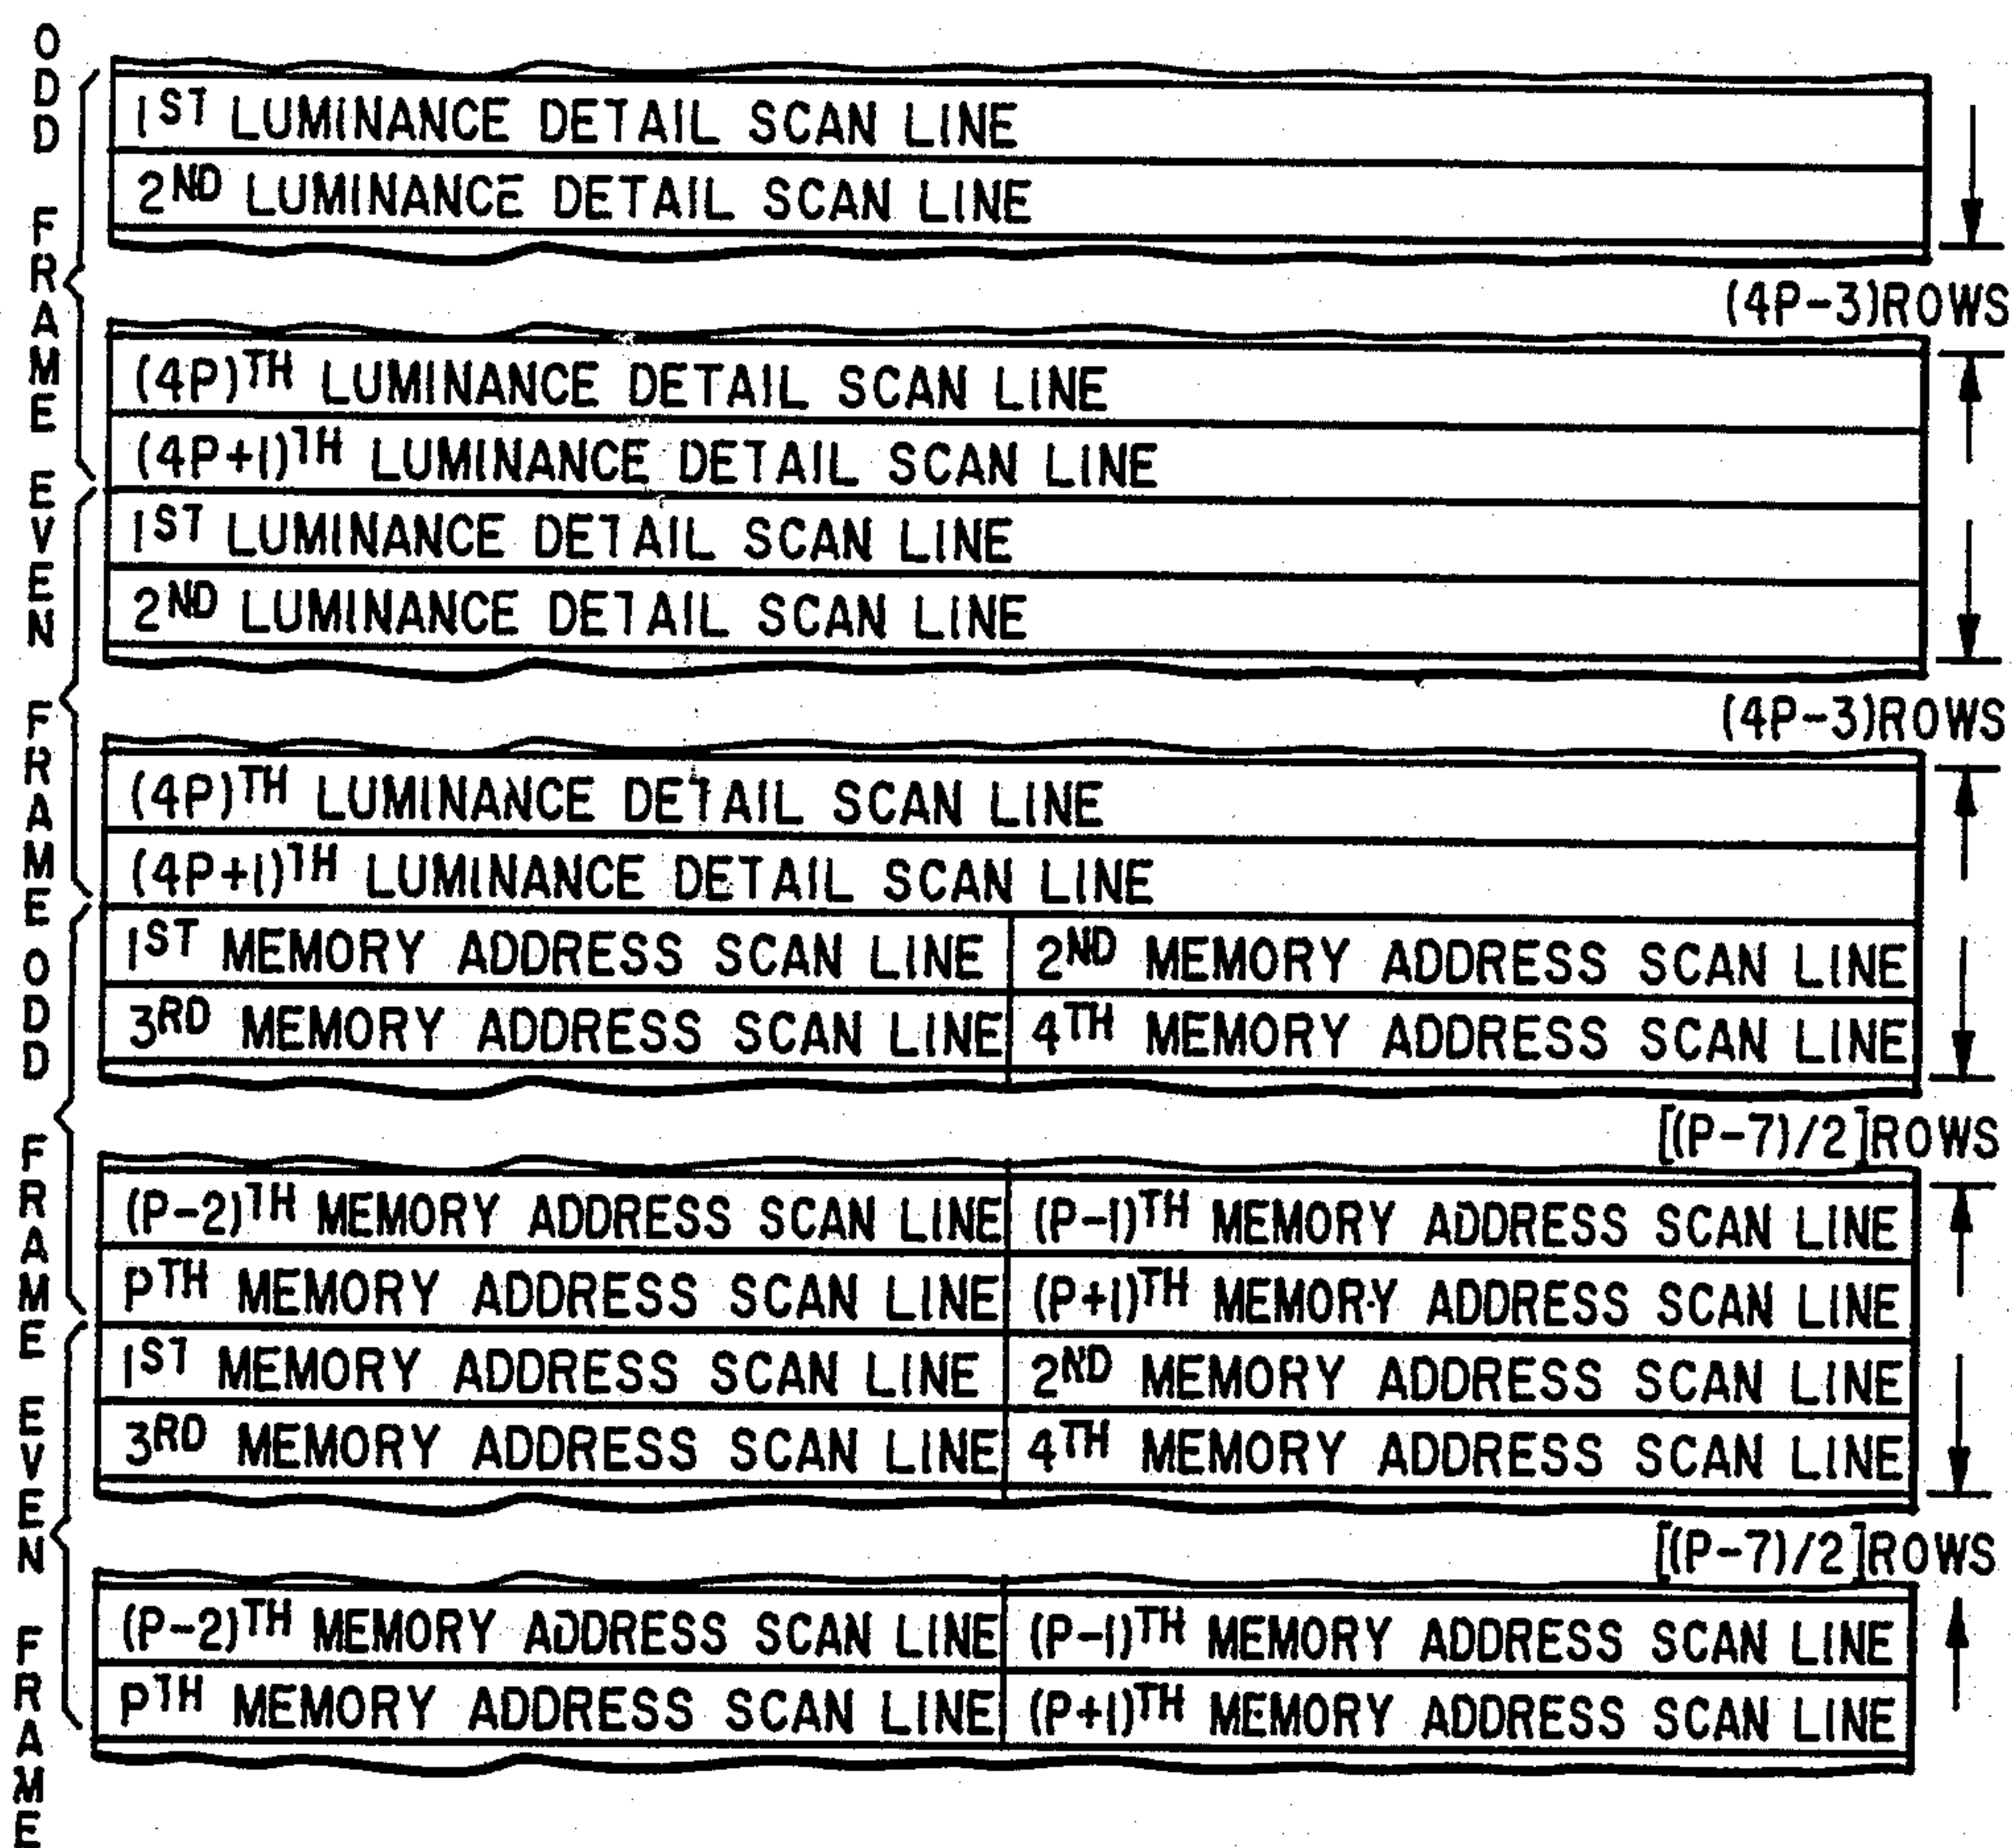 ODD FRAME
1ST LUMINANCE DETAIL SCAN LINE
2ND LUMINANCE DETAIL SCAN LINE
(4P-3)ROWS
(4P)TH LUMINANCE DETAIL SCAN LINE
(4P+1)TH LUMINANCE DETAIL SCAN LINE
EVEN FRAME
1ST LUMINANCE DETAIL SCAN LINE
2ND LUMINANCE DETAIL SCAN LINE
(4P-3)ROWS
(4P)TH LUMINANCE DETAIL SCAN LINE
(4P+1)TH LUMINANCE DETAIL SCAN LINE
ODD FRAME
1ST MEMORY ADDRESS SCAN LINE 2ND MEMORY ADDRESS SCAN LINE
3RD MEMORY ADDRESS SCAN LINE 4TH MEMORY ADDRESS SCAN LINE
[(P-7)/2]ROWS
(P-2)TH MEMORY ADDRESS SCAN LINE (P-1)TH MEMORY ADDRESS SCAN LINE
PTH MEMORY ADDRESS SCAN LINE (P+1)TH MEMORY ADDRESS SCAN LINE
EVEN FRAME
1ST MEMORY ADDRESS SCAN LINE 2ND MEMORY ADDRESS SCAN LINE
3RD MEMORY ADDRESS SCAN LINE 4TH MEMORY ADDRESS SCAN LINE
[(P-7)/2]ROWS
(P-2)TH MEMORY ADDRESS SCAN LINE (P-1)TH MEMORY ADDRESS SCAN LINE
PTH MEMORY ADDRESS SCAN LINE (P+1)TH MEMORY ADDRESS SCAN LINE